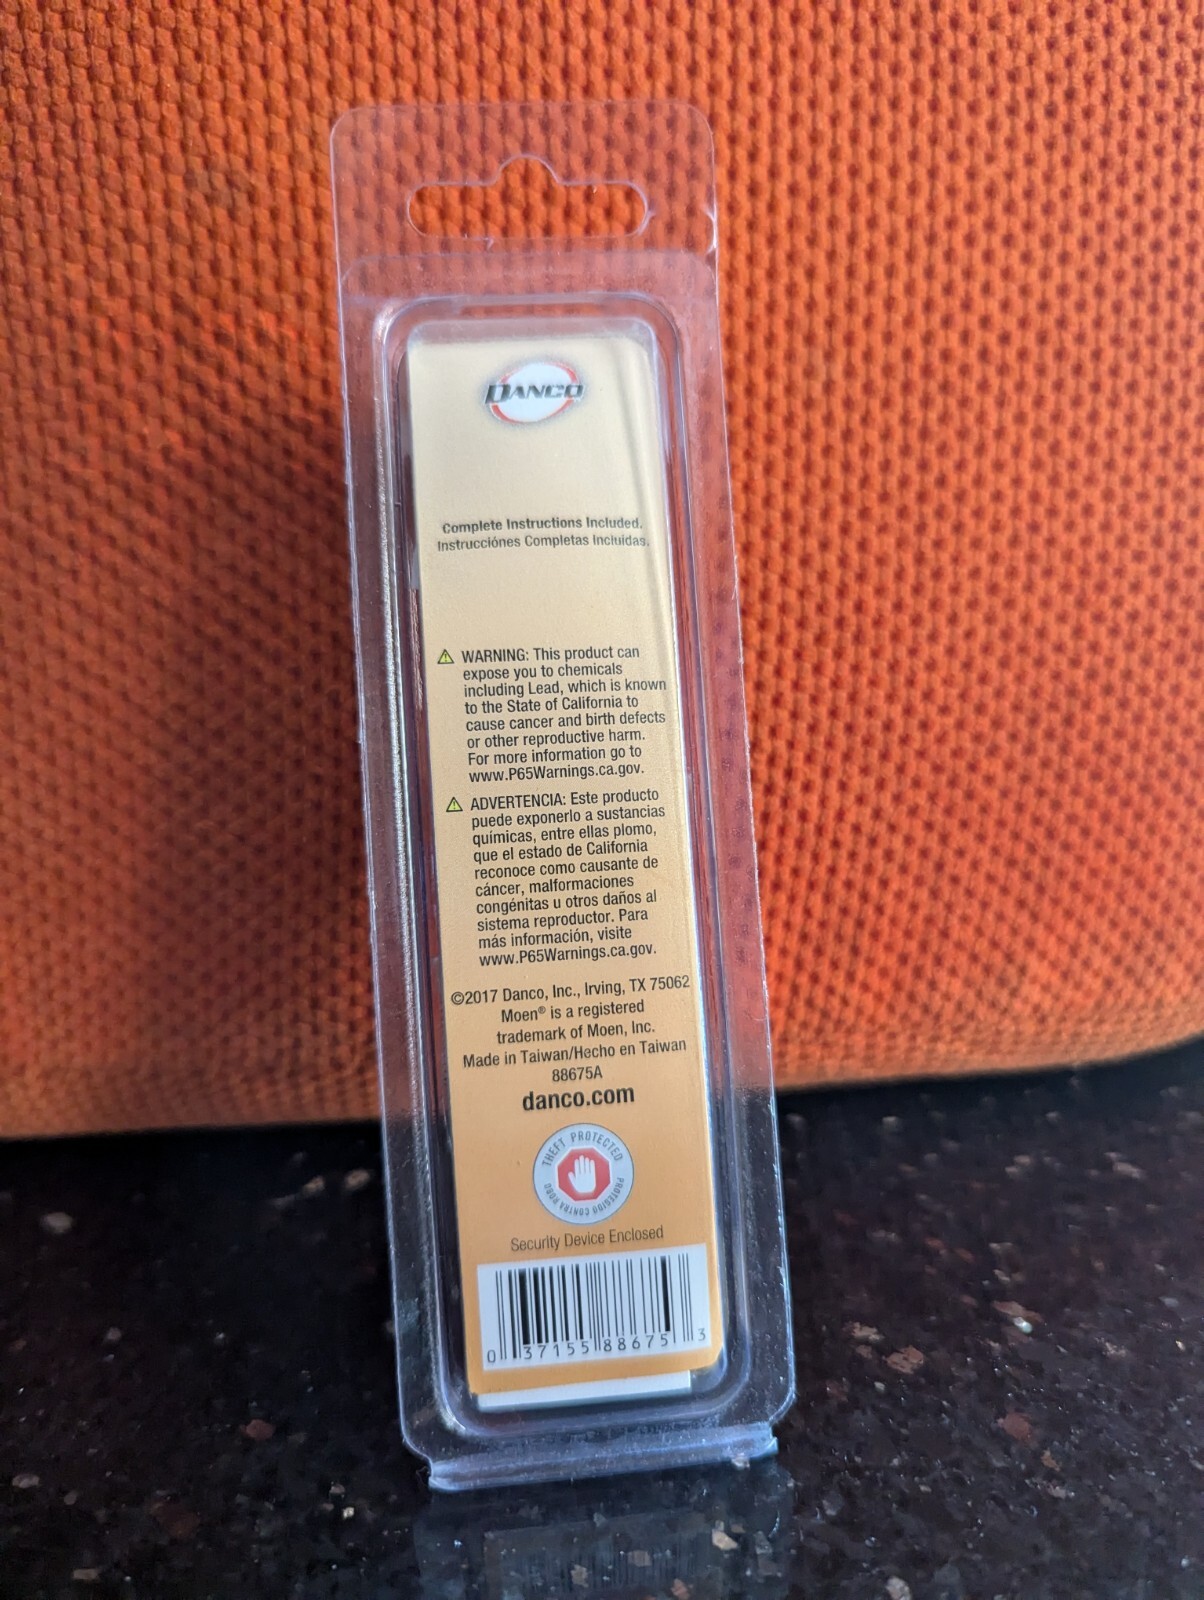 DANCO
Complete Instructions Included.
Instrucciónes Completas Incluidas.
WARNING: This product can
expose you to chemicals
including Lead, which is known
to the State of California to
cause cancer and birth defects
or other reproductive harm.
For more information go to
www.P65Warnings.ca.gov.
ADVERTENCIA: Este producto
puede exponerlo a sustancias
químicas, entre ellas plomo,
que el estado de California
reconoce como causante de
cáncer, malformaciones
congénitas u otros daños al
sistema reproductor. Para
más información, visite
www.P65Warnings.ca.gov.
©2017 Danco, Inc., Irving, TX 75062
Moen® is a registered
trademark of Moen, Inc.
Made in Taiwan/Hecho en Taiwan
88675A
danco.com
THEFT PROTECTED
PROTEGIDO CONTRA ROBO
Security Device Enclosed
0 37155 88675 3